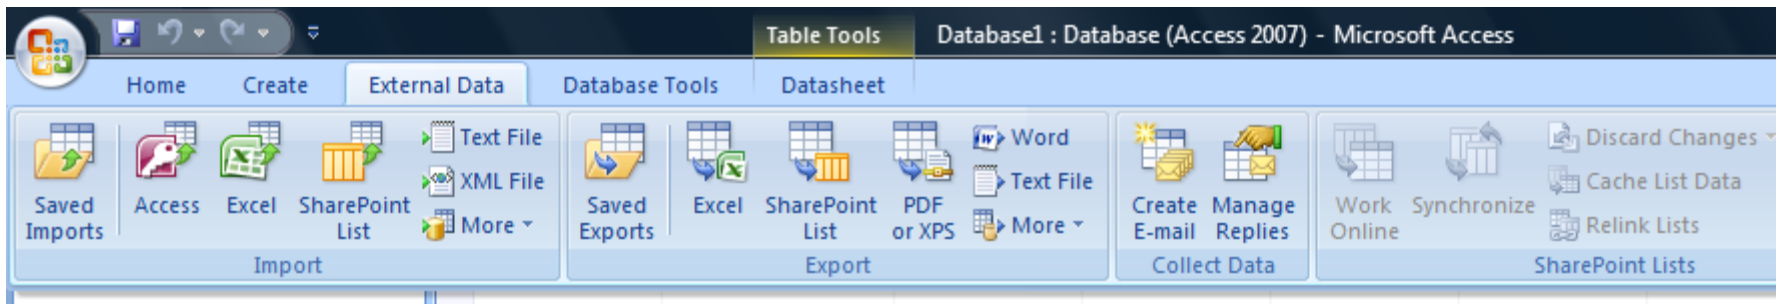 Table Tools
Database1 : Database (Access 2007) - Microsoft Access
Home
Create
External Data
Database Tools
Datasheet
Saved
Imports
Access
Excel
SharePoint
List
Text File
XML File
More
Import
Saved
Exports
Excel
SharePoint
List
PDF
or XPS
Word
Text File
More
Export
Create
E-mail
Manage
Replies
Collect Data
Work
Online
Synchronize
Discard Changes
Cache List Data
Relink Lists
SharePoint Lists